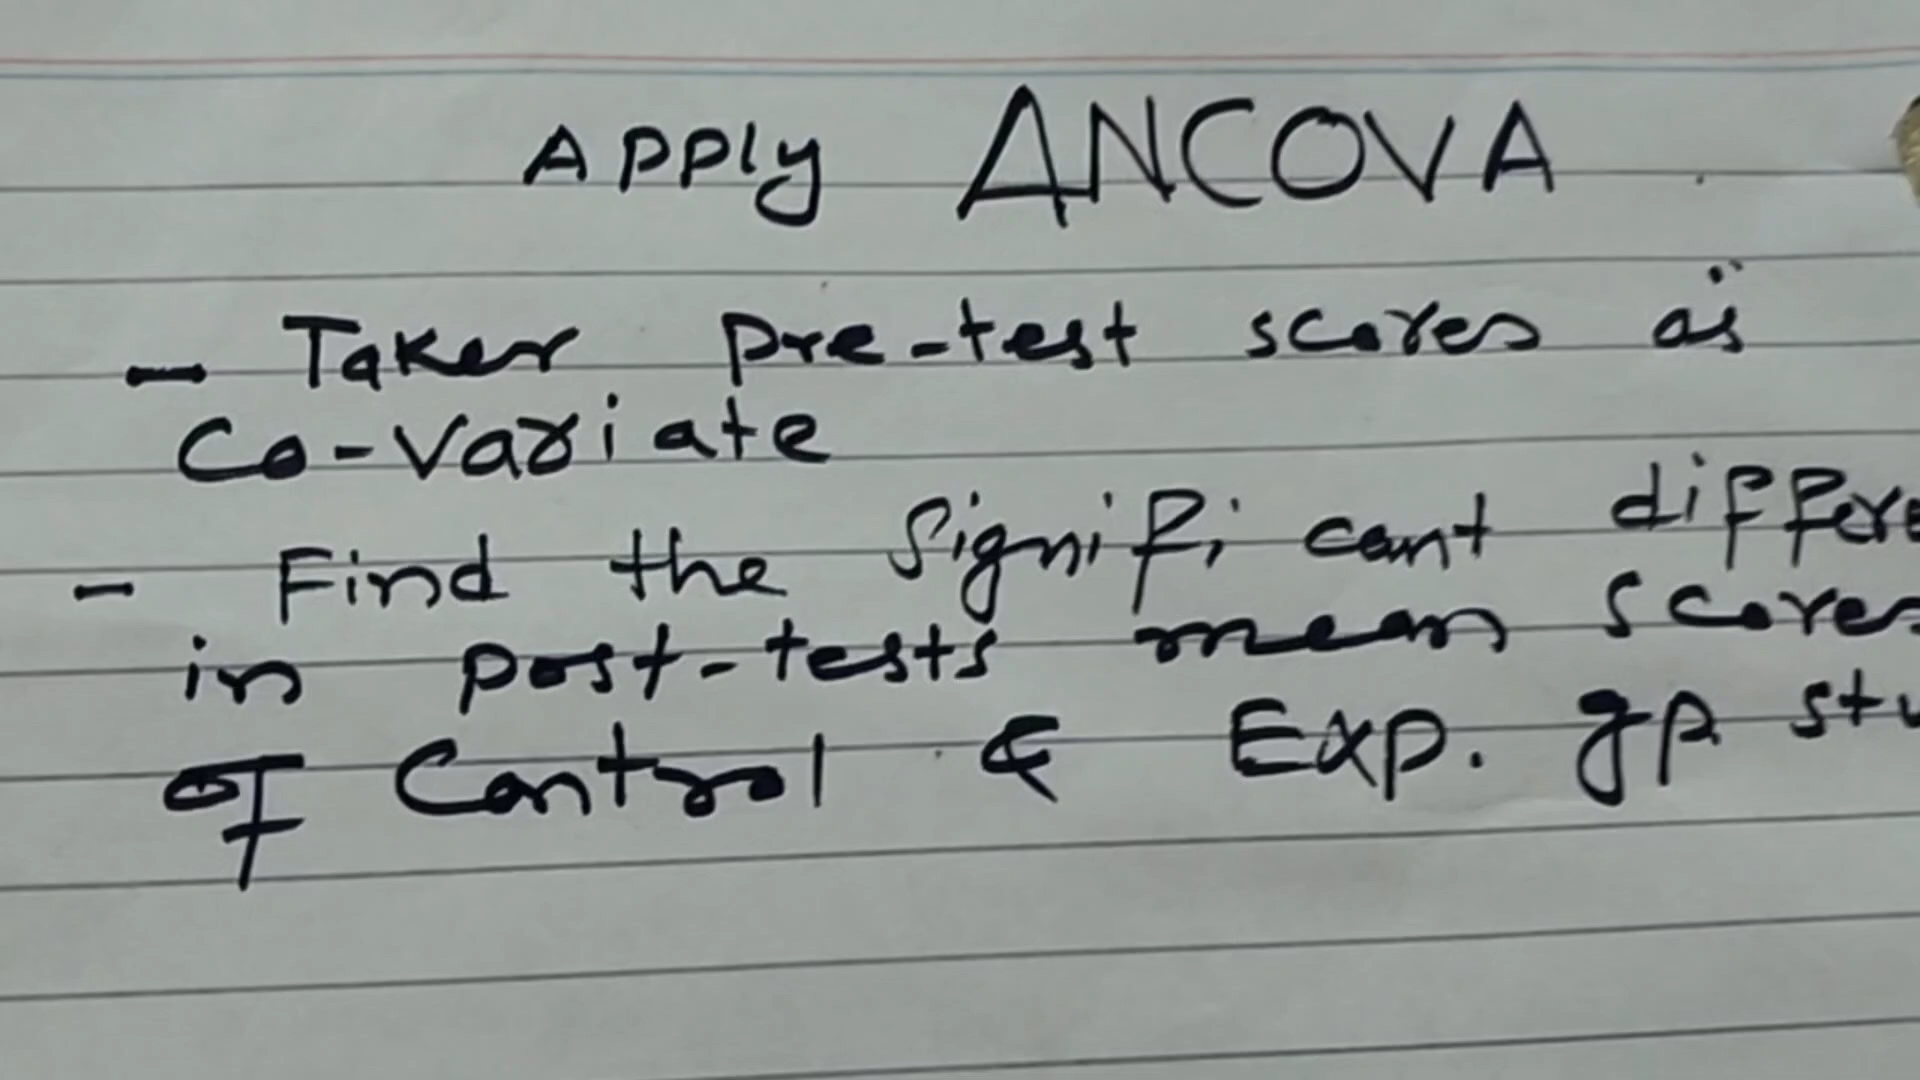 Apply ANCOVA
- Taken pre-test scores as
Co-variate
- Find the Significant differe
in post-tests mean scores
of Control & Exp. gp stu